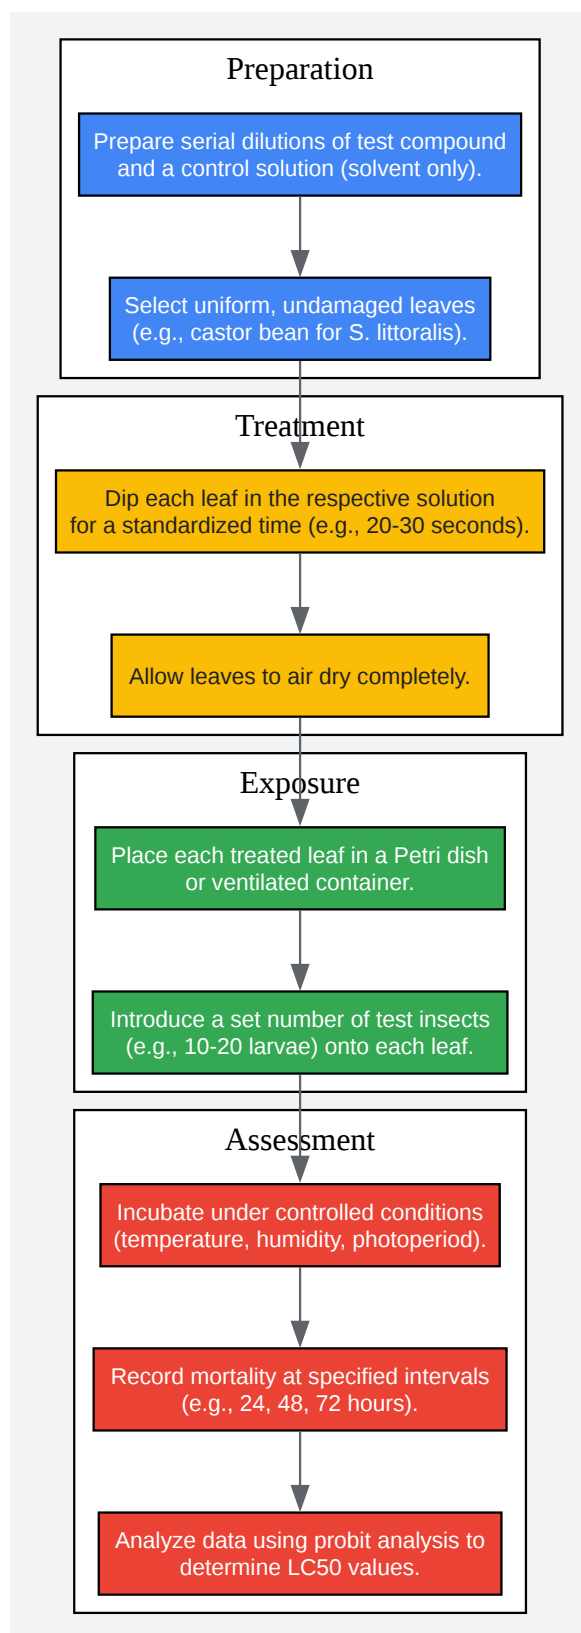 Preparation
Prepare serial dilutions of test compound
and a control solution (solvent only).
Select uniform, undamaged leaves
(e.g., castor bean for S. littoralis).
Treatment
Dip each leaf in the respective solution
for a standardized time (e.g., 20-30 seconds).
Allow leaves to air dry completely.
Exposure
Place each treated leaf in a Petri dish
or ventilated container.
Introduce a set number of test insects
(e.g., 10-20 larvae) onto each leaf.
Assessment
Incubate under controlled conditions
(temperature, humidity, photoperiod).
Record mortality at specified intervals
(e.g., 24, 48, 72 hours).
Analyze data using probit analysis to
determine LC50 values.